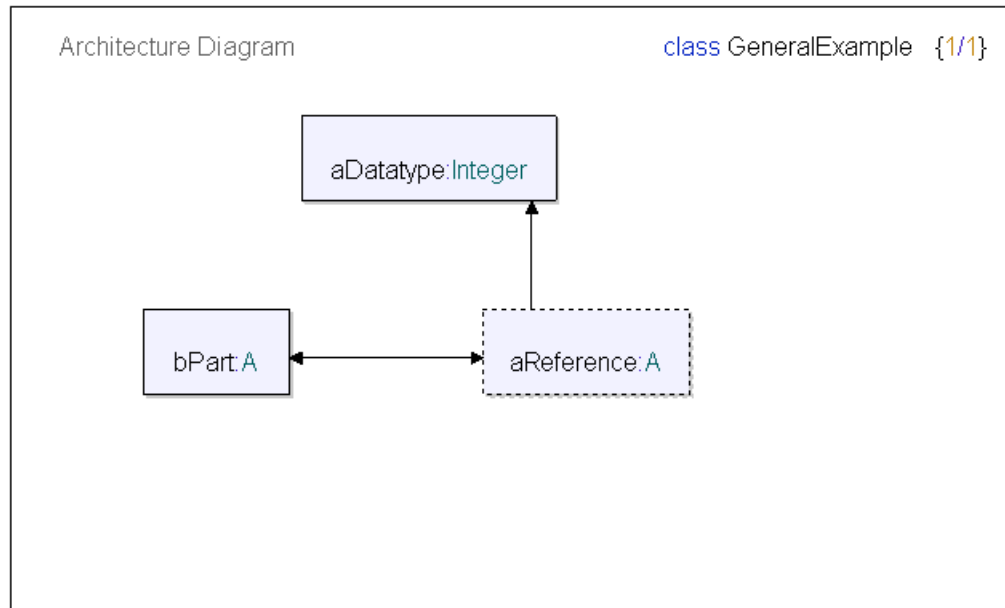 Architecture Diagram class GeneralExample {1/1}
aDatatype:Integer
bPart:A aReference:A